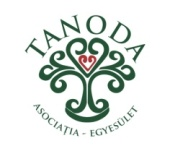 TANODA
ASOCIAȚIA - EGYESÜLET